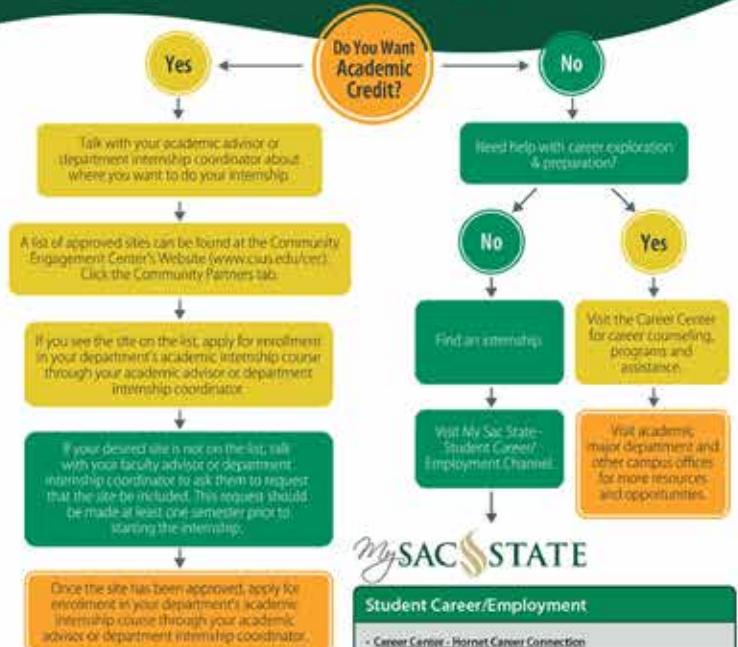 Do You Want
Academic
Credit?
Yes
No
Talk with your academic advisor or
department internship coordinator about
where you want to do your internship.
A list of approved sites can be found at the Community
Engagement Center's Website (www.csus.edu/cec).
Click the Community Partners tab.
If you see the site on the list, apply for enrollment
in your department's academic internship course
through your academic advisor or department
internship coordinator.
If your desired site is not on the list, talk
with your faculty advisor or department
internship coordinator to ask them to request
that the site be included. This request should
be made at least one semester prior to
starting the internship.
Once the site has been approved, apply for
enrollment in your department's academic
internship course through your academic
advisor or department internship coordinator.
Need help with career exploration
& preparation?
No
Yes
Find an internship.
Visit My Sac State -
Student Career/
Employment Channel.
Visit the Career Center
for career counseling,
programs and
assistance.
Visit academic
major department and
other campus offices
for more resources
and opportunities.
My SAC STATE
Student Career/Employment
- Career Center - Hornet Career Connection